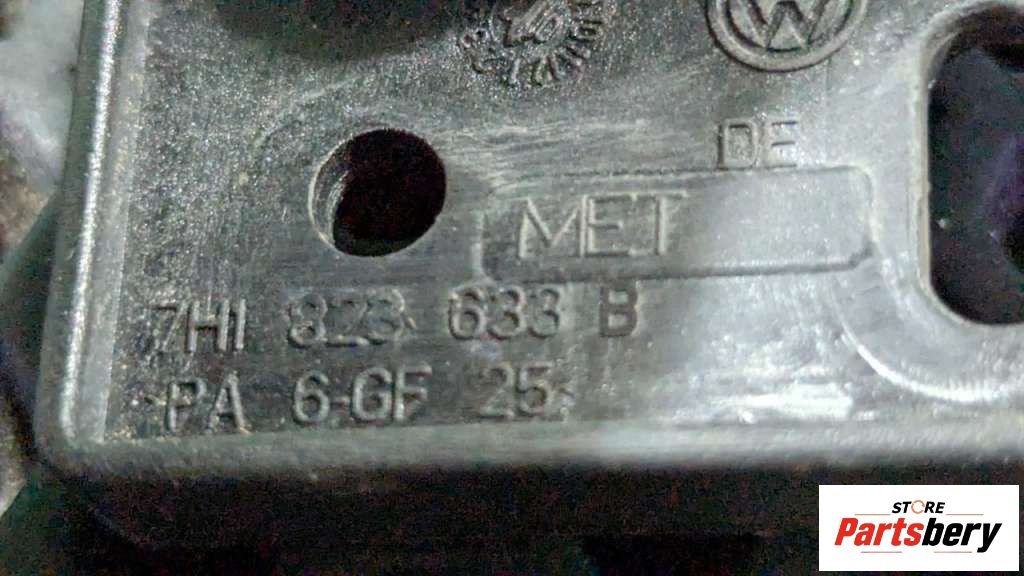 DE
MET
7H1 823 633 B
PA 6-GF 25
STORE
Partsbery